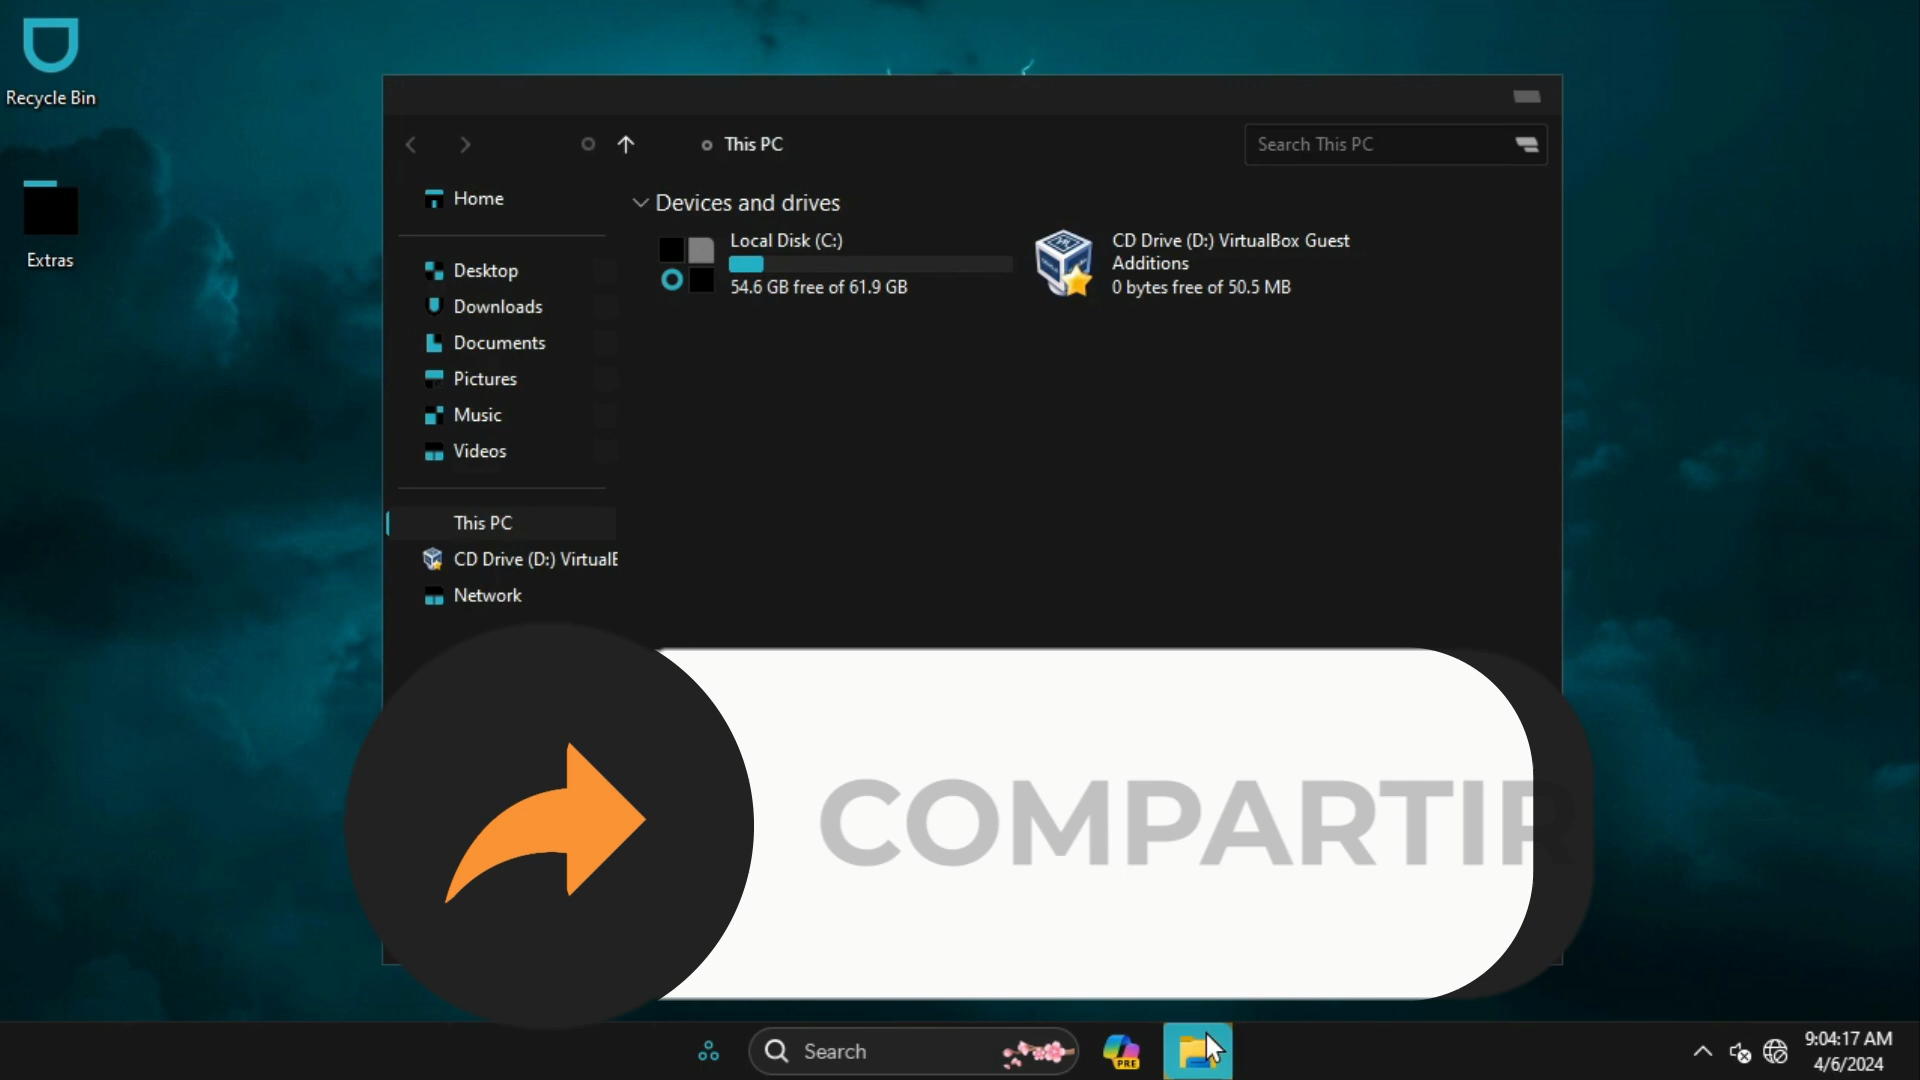 Recycle Bin
Extras
This PC
Search This PC
Home
Desktop
Downloads
Documents
Pictures
Music
Videos
This PC
CD Drive (D:) VirtualB
Network
Devices and drives
Local Disk (C:)
54.6 GB free of 61.9 GB
CD Drive (D:) VirtualBox Guest
Additions
0 bytes free of 50.5 MB
COMPARTIR
Search
PRE
9:04:17 AM
4/6/2024